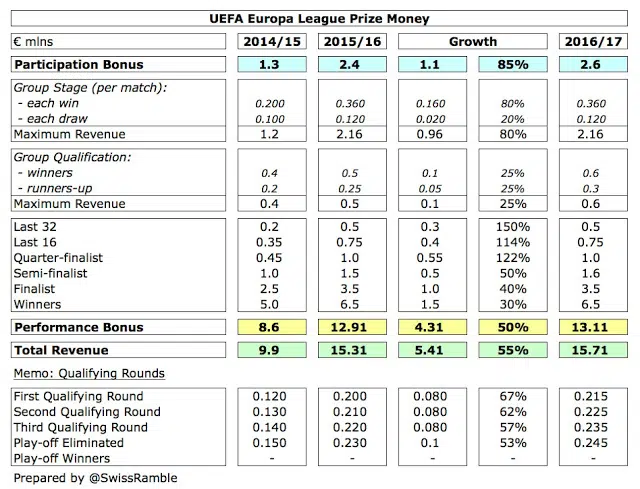 UEFA Europa League Prize Money
€ mlns 2014/15 2015/16 Growth 2016/17
Participation Bonus 1.3 2.4 1.1 85% 2.6
Group Stage (per match):
- each win 0.200 0.360 0.160 80% 0.360
- each draw 0.100 0.120 0.020 20% 0.120
Maximum Revenue 1.2 2.16 0.96 80% 2.16
Group Qualification:
- winners 0.4 0.5 0.1 25% 0.6
- runners-up 0.2 0.25 0.05 25% 0.3
Maximum Revenue 0.4 0.5 0.1 25% 0.6
Last 32 0.2 0.5 0.3 150% 0.5
Last 16 0.35 0.75 0.4 114% 0.75
Quarter-finalist 0.45 1.0 0.55 122% 1.0
Semi-finalist 1.0 1.5 0.5 50% 1.6
Finalist 2.5 3.5 1.0 40% 3.5
Winners 5.0 6.5 1.5 30% 6.5
Performance Bonus 8.6 12.91 4.31 50% 13.11
Total Revenue 9.9 15.31 5.41 55% 15.71
Memo: Qualifying Rounds
First Qualifying Round 0.120 0.200 0.080 67% 0.215
Second Qualifying Round 0.130 0.210 0.080 62% 0.225
Third Qualifying Round 0.140 0.220 0.080 57% 0.235
Play-off Eliminated 0.150 0.230 0.1 53% 0.245
Play-off Winners - - - - -
Prepared by @SwissRamble